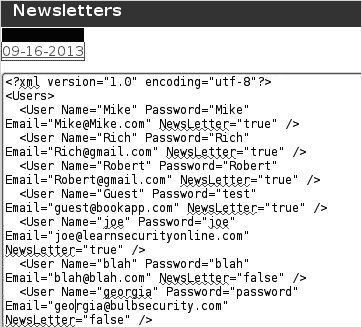 Newsletters
09-16-2013
<?xml version="1.0" encoding="utf-8"?>
<Users>
<User Name="Mike" Password="Mike"
Email="Mike@Mike.com" NewsLetter="true" />
<User Name="Rich" Password="Rich"
Email="Rich@gmail.com" NewsLetter="true" />
<User Name="Robert" Password="Robert"
Email="Robert@gmail.com" NewsLetter="true" />
<User Name="Guest" Password="test"
Email="guest@bookapp.com" NewsLetter="true" />
<User Name="joe" Password="joe"
Email="joe@learnsecurityonline.com"
NewsLetter="true" />
<User Name="blah" Password="blah"
Email="blah@blah.com" NewsLetter="false" />
<User Name="georgia" Password="password"
Email="georgia@bulbsecurity.com"
NewsLetter="false" />